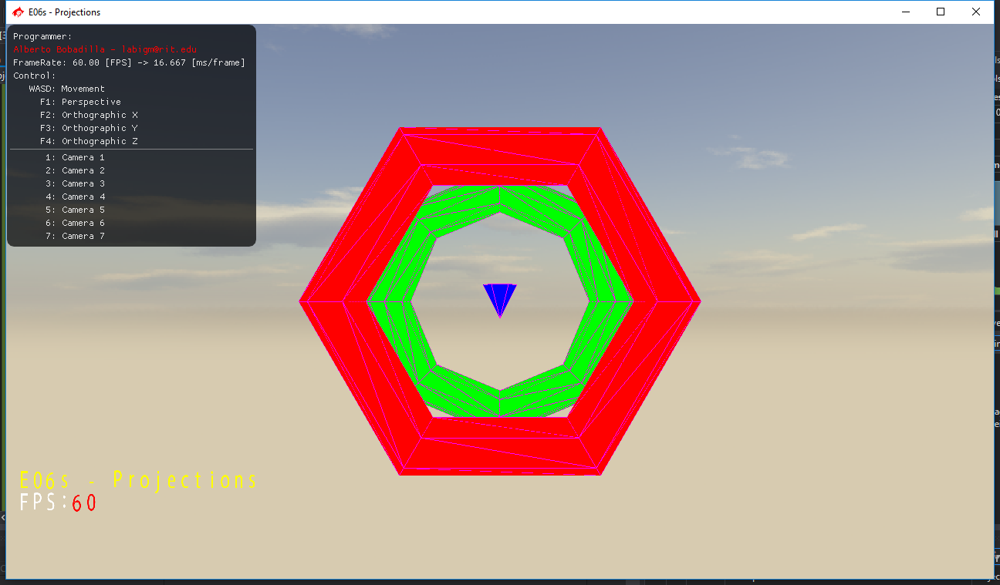 E06s - Projections
Programmer:
Alberto Bobadilla - labigm@rit.edu
FrameRate: 60.00 [FPS] -> 16.667 [ms/frame]
Control:
WASD: Movement
F1: Perspective
F2: Orthographic X
F3: Orthographic Y
F4: Orthographic Z
1: Camera 1
2: Camera 2
3: Camera 3
4: Camera 4
5: Camera 5
6: Camera 6
7: Camera 7
E06s - Projections
FPS:60